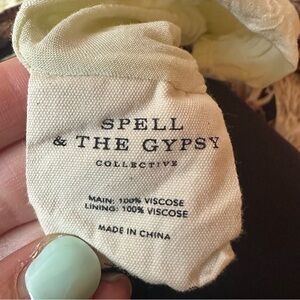 SPELL
& THE GYPSY
COLLECTIVE
MAIN: 100% VISCOSE
LINING: 100% VISCOSE
MADE IN CHINA